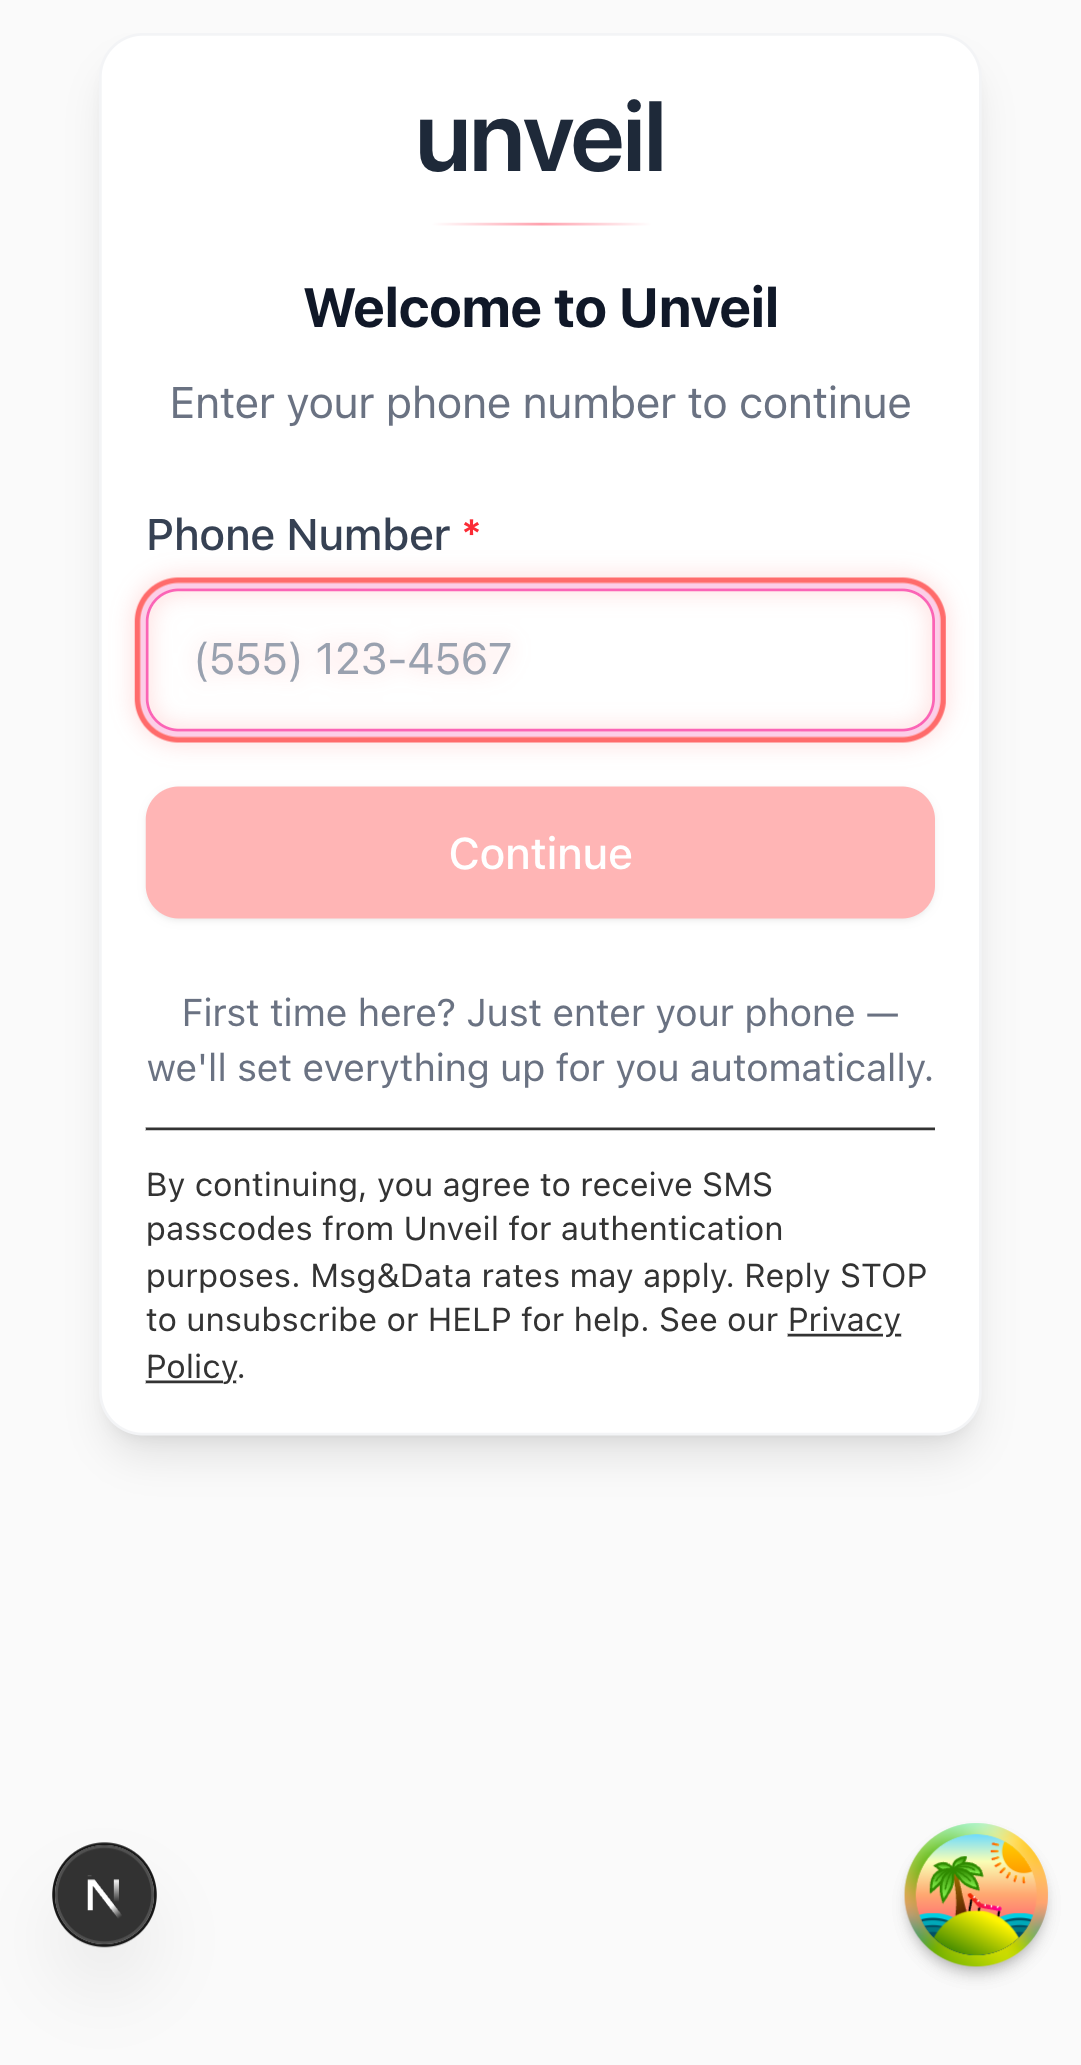 unveil
Welcome to Unveil
Enter your phone number to continue
Phone Number *
(555) 123-4567
Continue
First time here? Just enter your phone —
we'll set everything up for you automatically.
By continuing, you agree to receive SMS
passcodes from Unveil for authentication
purposes. Msg&Data rates may apply. Reply STOP
to unsubscribe or HELP for help. See our Privacy
Policy.
N